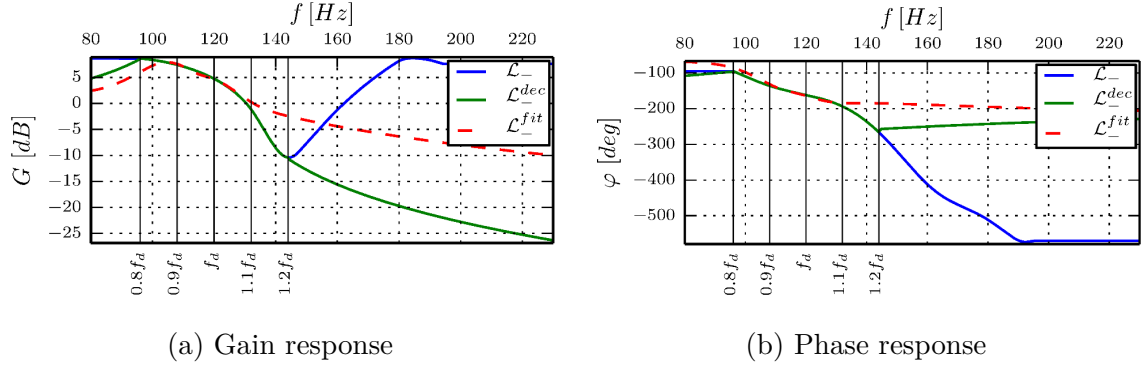 f [Hz]
80 100 120 140 160 180 200 220
G [dB]
5
0
−5
−10
−15
−20
−25
ℒ₋
ℒ₋ᵈᵉᶜ
ℒ₋ᶠⁱᵗ
0.8f_d
0.9f_d
f_d
1.1f_d
1.2f_d
(a) Gain response
f [Hz]
80 100 120 140 160 180 200 220
φ [deg]
−100
−200
−300
−400
−500
ℒ₋
ℒ₋ᵈᵉᶜ
ℒ₋ᶠⁱᵗ
0.8f_d
0.9f_d
f_d
1.1f_d
1.2f_d
(b) Phase response